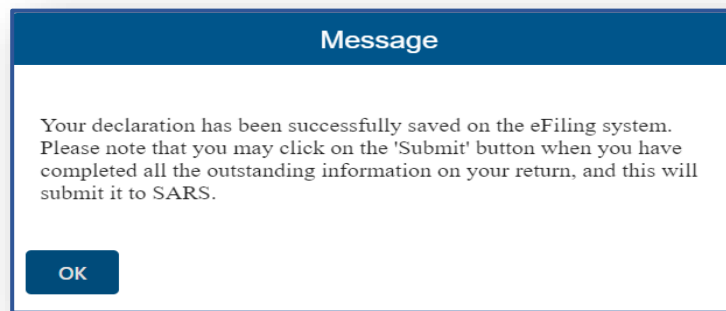 Message
Your declaration has been successfully saved on the eFiling system.
Please note that you may click on the 'Submit' button when you have
completed all the outstanding information on your return, and this will
submit it to SARS.
OK